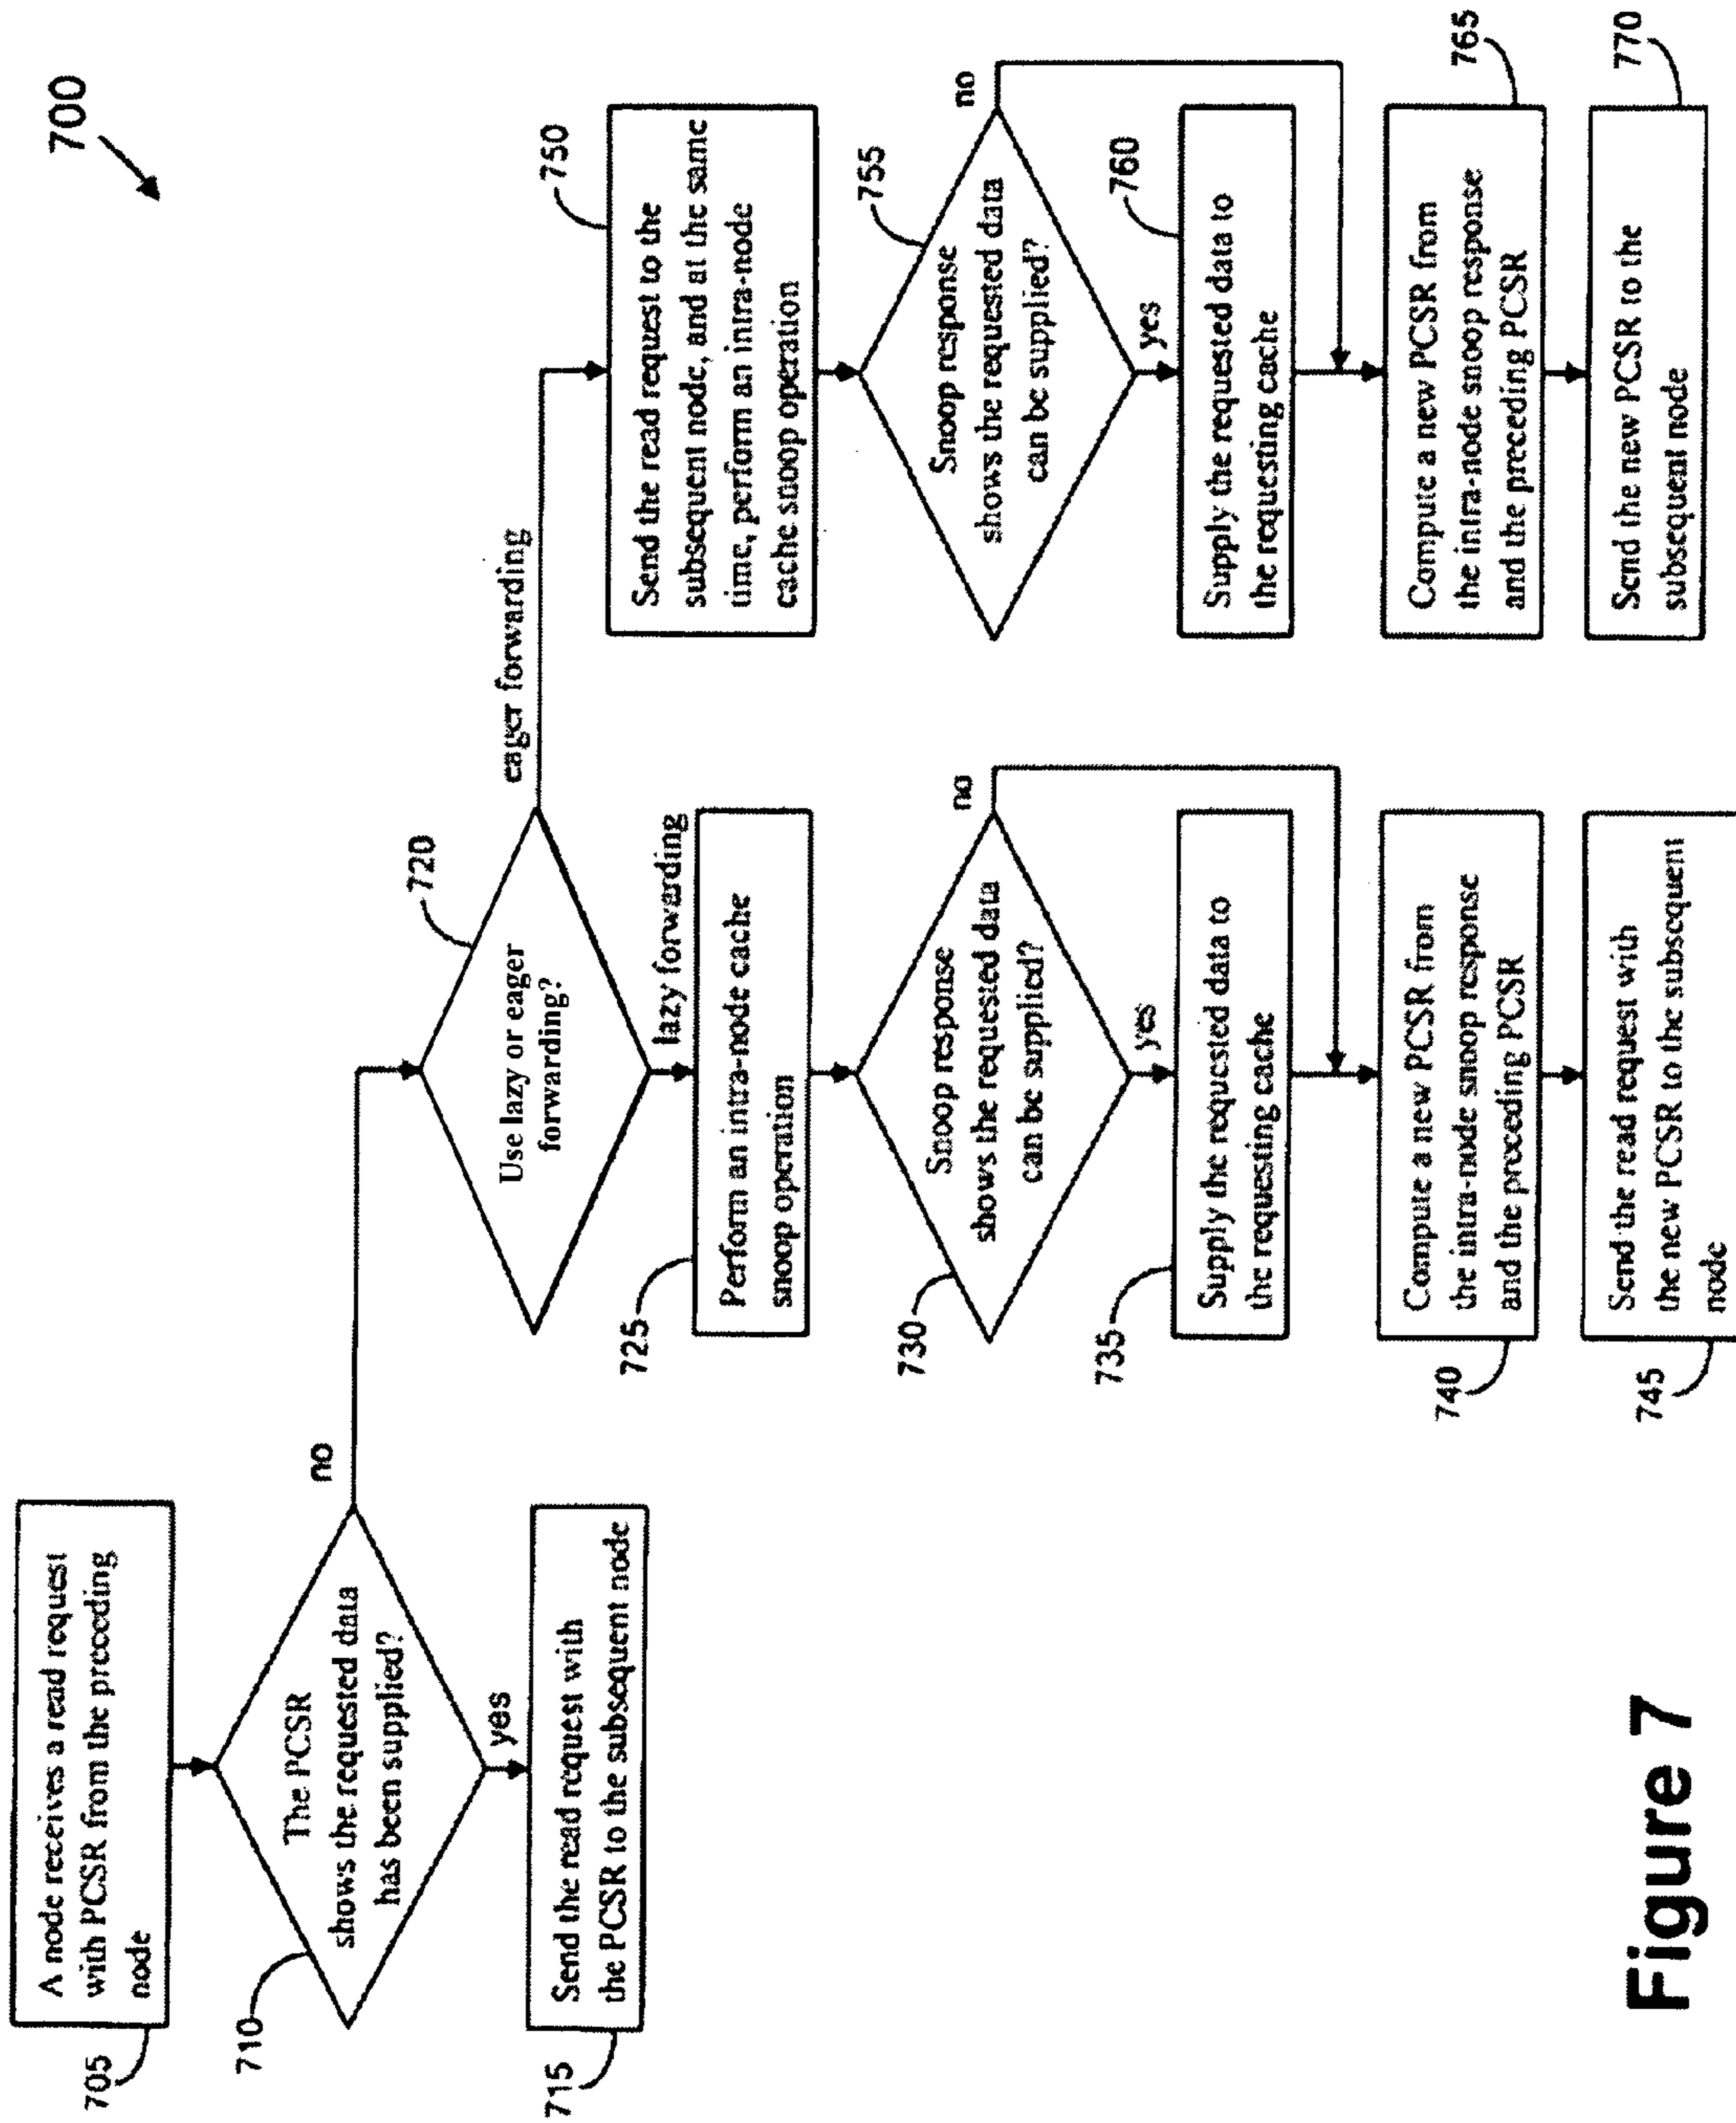 700
A node receives a read request
with PCSR from the preceding
node
705
The PCSR
shows the requested data
has been supplied?
710
no
yes
Send the read request with
the PCSR to the subsequent node
715
Use lazy or eager
forwarding?
720
lazy forwarding
eager forwarding
Perform an intra-node cache
snoop operation
725
Snoop response
shows the requested data
can be supplied?
730
no
yes
Supply the requested data to
the requesting cache
735
Compute a new PCSR from
the intra-node snoop response
and the preceding PCSR
740
Send the read request with
the new PCSR to the subsequent
node
745
Send the read request to the
subsequent node, and at the same
time, perform an intra-node
cache snoop operation
750
Snoop response
shows the requested data
can be supplied?
755
no
yes
Supply the requested data to
the requesting cache
760
Compute a new PCSR from
the intra-node snoop response
and the preceding PCSR
765
Send the new PCSR to the
subsequent node
770
Figure 7